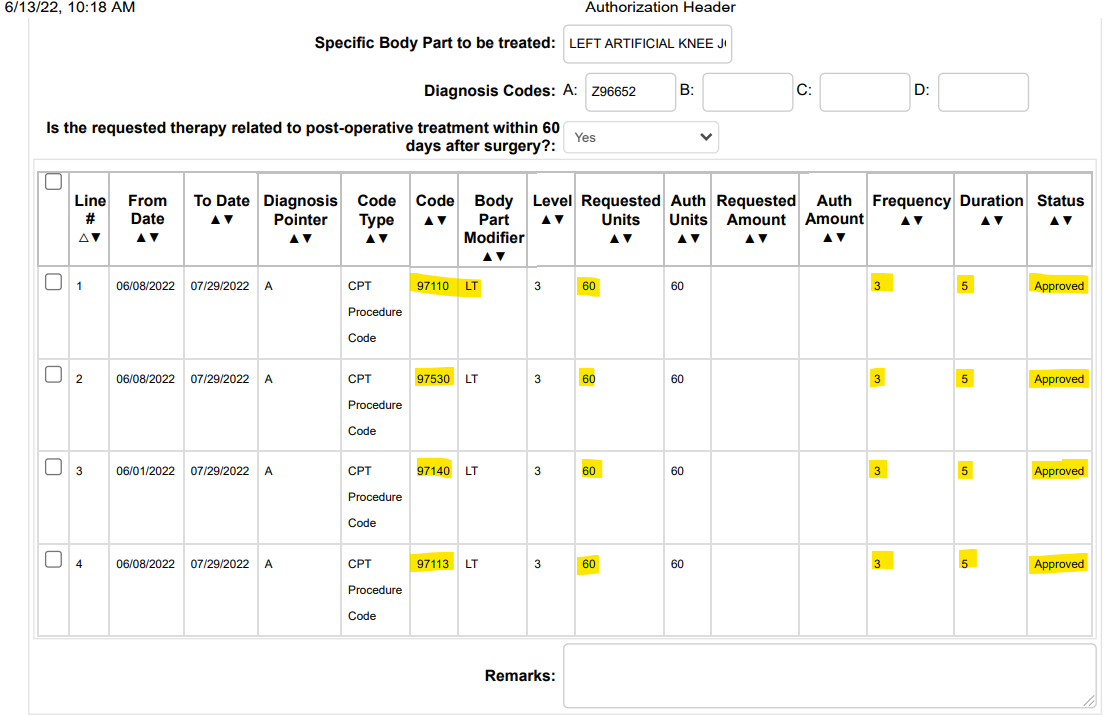 6/13/22, 10:18 AM Authorization Header
Specific Body Part to be treated: LEFT ARTIFICIAL KNEE
Diagnosis Codes: A: Z96652 B: C: D:
Is the requested therapy related to post-operative treatment within 60 Yes
days after surgery?:
Line # △▼ From Date ▲▼ To Date ▲▼ Diagnosis Pointer ▲▼ Code Type ▲▼ Code ▲▼ Body Part Modifier ▲▼ Level ▲▼ Requested Units ▲▼ Auth Units ▲▼ Requested Amount ▲▼ Auth Amount ▲▼ Frequency ▲▼ Duration ▲▼ Status ▲▼
1 06/08/2022 07/29/2022 A CPT Procedure Code 97110 LT 3 60 60 3 5 Approved
2 06/08/2022 07/29/2022 A CPT Procedure Code 97530 LT 3 60 60 3 5 Approved
3 06/01/2022 07/29/2022 A CPT Procedure Code 97140 LT 3 60 60 3 5 Approved
4 06/08/2022 07/29/2022 A CPT Procedure Code 97113 LT 3 60 60 3 5 Approved
Remarks: